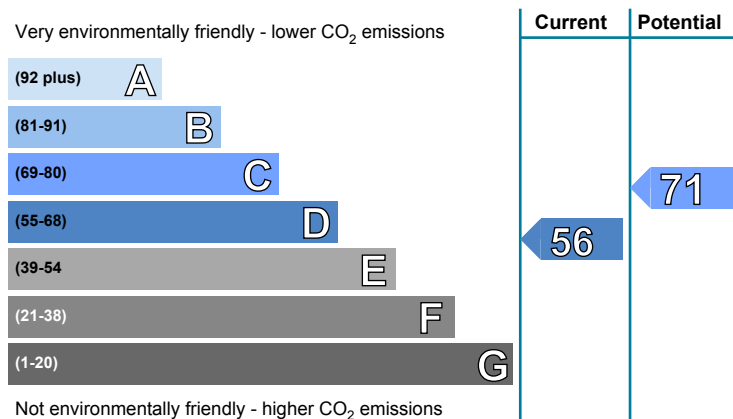 Very environmentally friendly - lower CO₂ emissions
Current Potential
(92 plus) A
(81-91) B
(69-80) C
71
(55-68) D
56
(39-54 E
(21-38) F
(1-20) G
Not environmentally friendly - higher CO₂ emissions